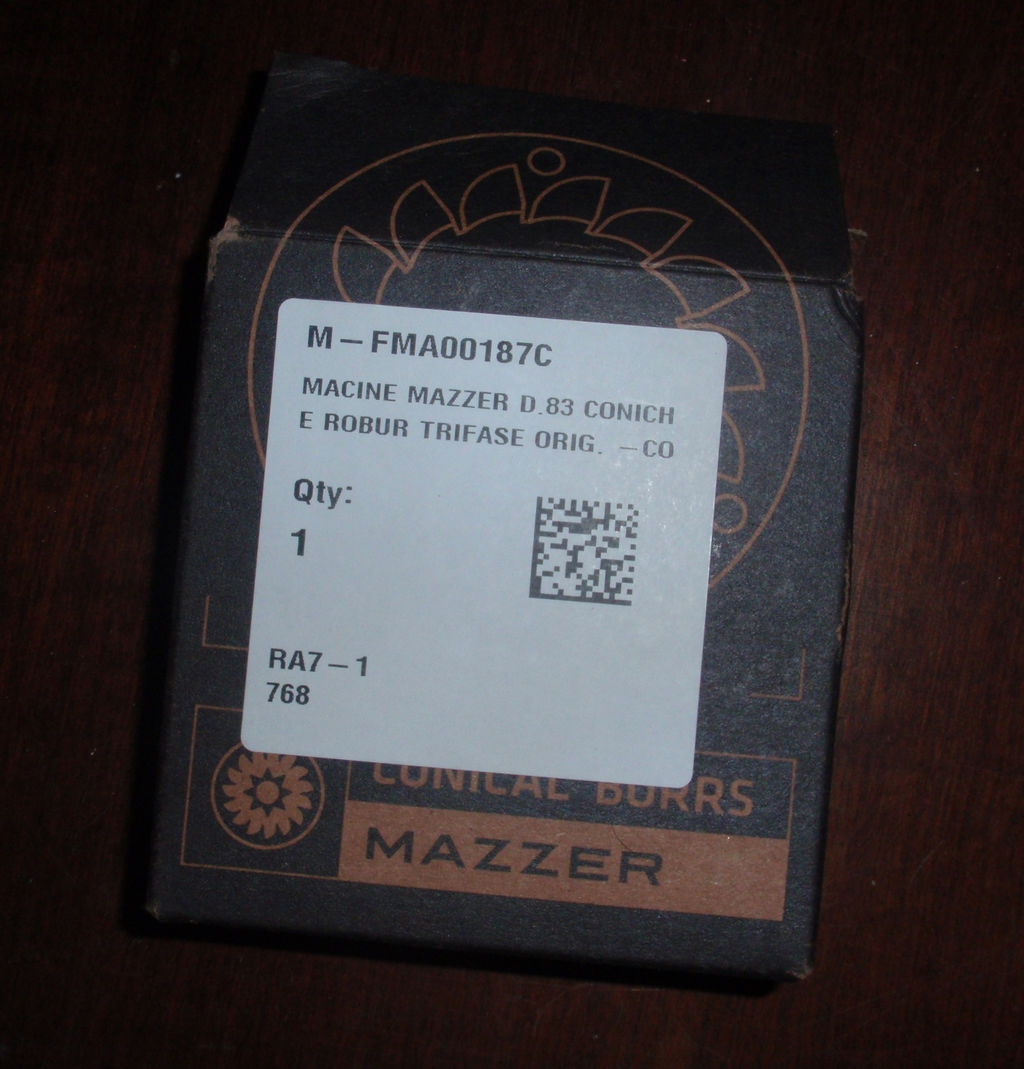 M-FMA00187C
MACINE MAZZER D.83 CONICH
E ROBUR TRIFASE ORIG. -CO
Qty:
1
RA7-1
768
CONICAL BURRS
MAZZER